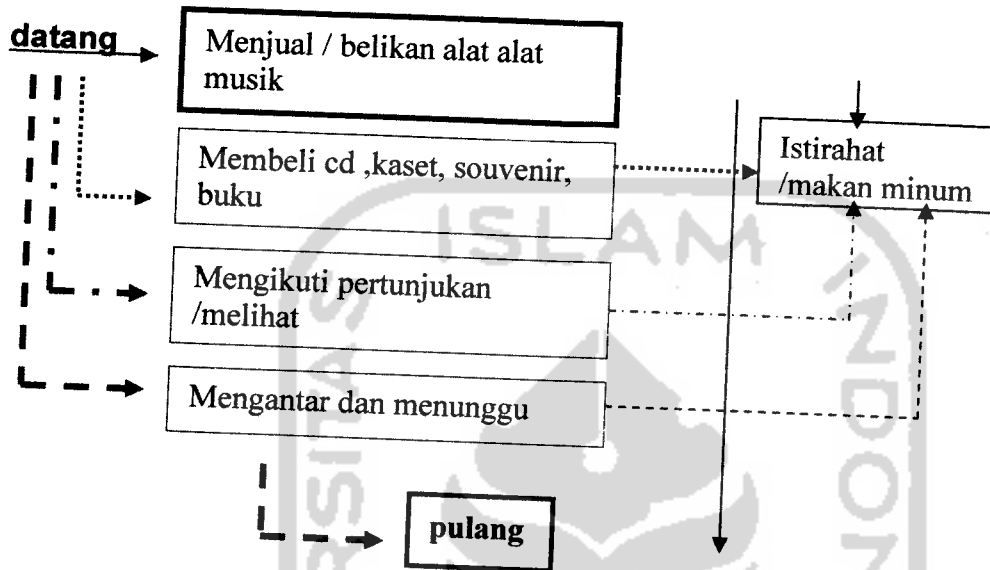 datang
Menjual / belikan alat alat
musik
Membeli cd ,kaset, souvenir,
buku
Istirahat
/makan minum
Mengikuti pertunjukan
/melihat
Mengantar dan menunggu
pulang
ISLAM